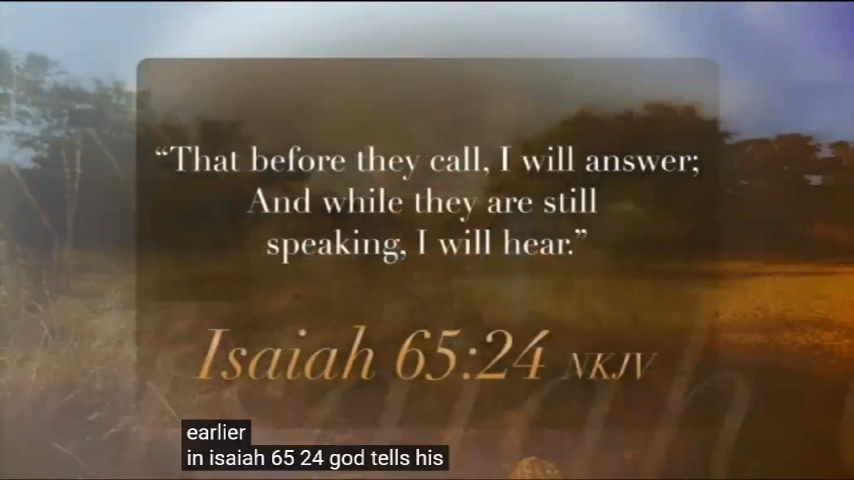 “That before they call, I will answer;
And while they are still
speaking, I will hear.”
Isaiah 65:24 NKJV
earlier
in isaiah 65 24 god tells his